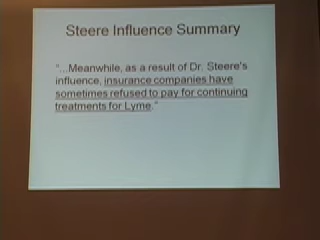 Steere Influence Summary
"...Meanwhile, as a result of Dr. Steere's
influence, insurance companies have
sometimes refused to pay for continuing
treatments for Lyme."